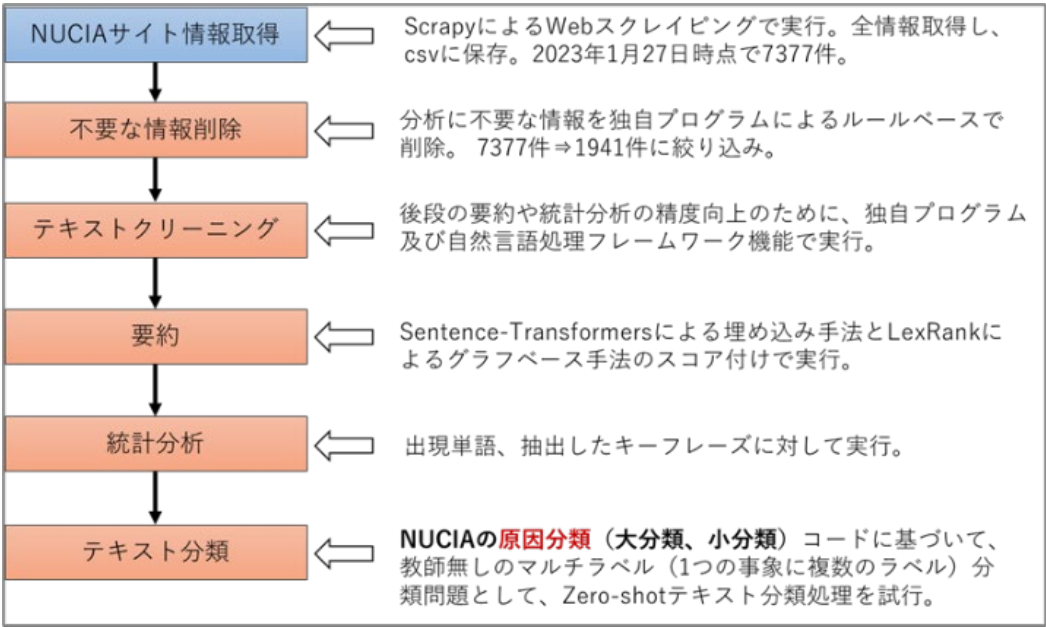 NUCIAサイト情報取得
ScrapyによるWebスクレイピングで実行。全情報取得し、
csvに保存。2023年1月27日時点で7377件。
不要な情報削除
分析に不要な情報を独自プログラムによるルールベースで
削除。 7377件⇒1941件に絞り込み。
テキストクリーニング
後段の要約や統計分析の精度向上のために、独自プログラム
及び自然言語処理フレームワーク機能で実行。
要約
Sentence-Transformersによる埋め込み手法とLexRankに
よるグラフベース手法のスコア付けで実行。
統計分析
出現単語、抽出したキーフレーズに対して実行。
テキスト分類
NUCIAの原因分類（大分類、小分類）コードに基づいて、
教師無しのマルチラベル（1つの事象に複数のラベル）分
類問題として、Zero-shotテキスト分類処理を試行。